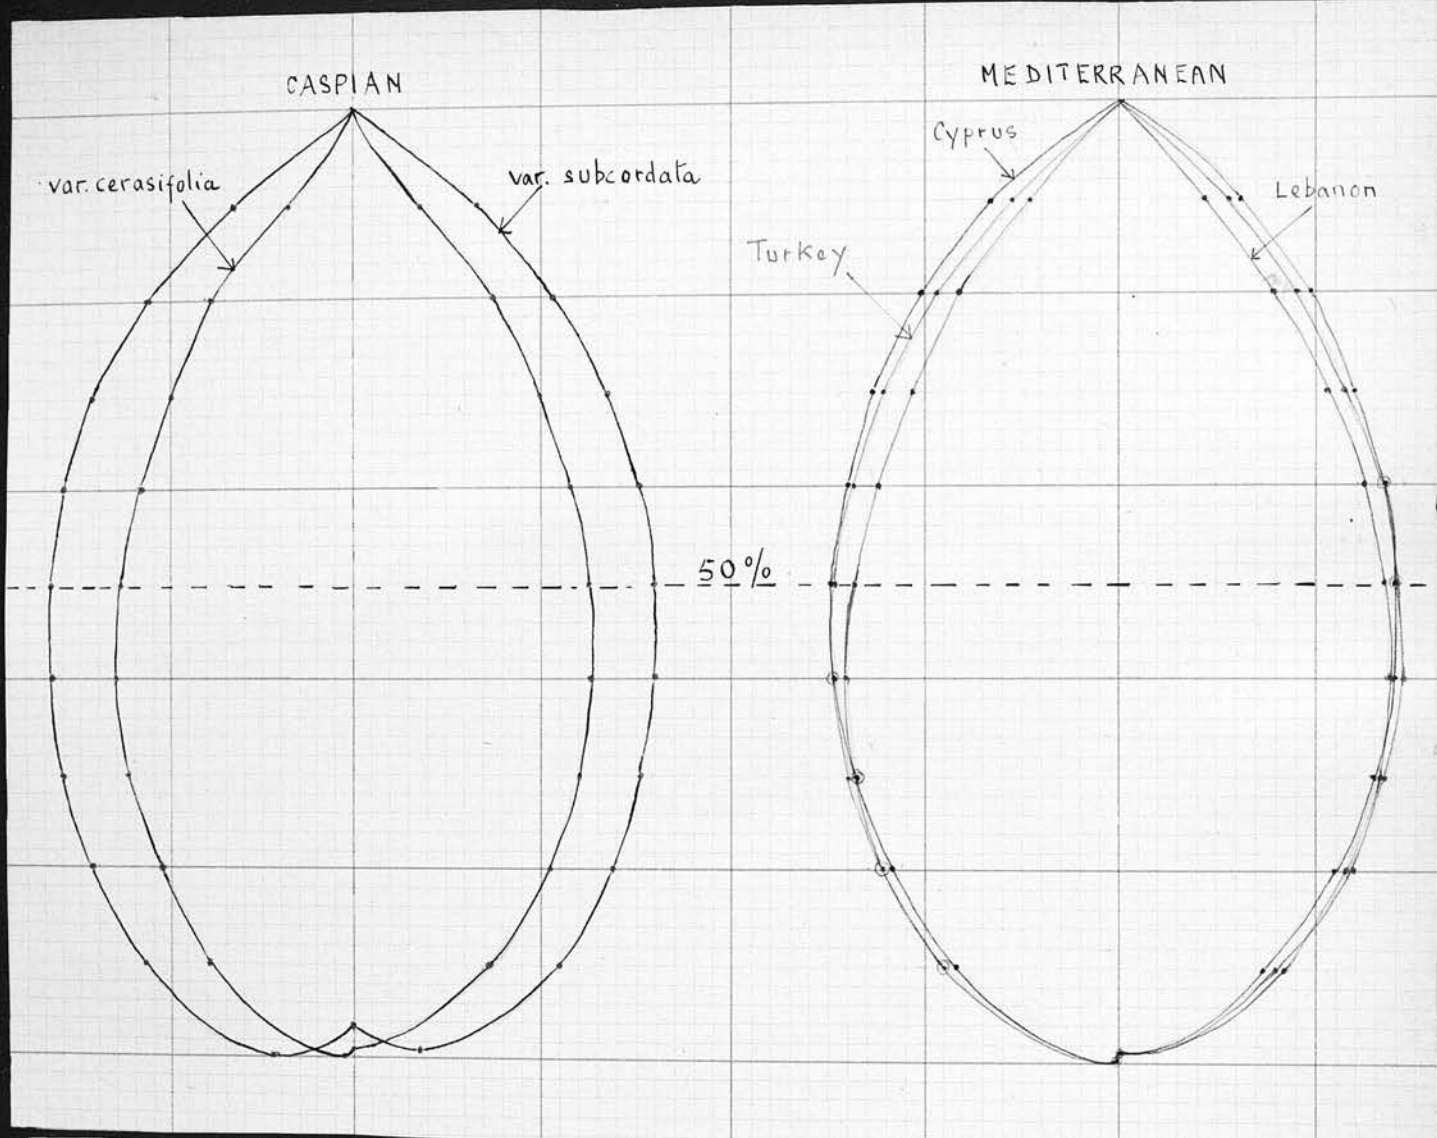 CASPIAN
var. cerasifolia
var. subcordata
MEDITERRANEAN
Cyprus
Lebanon
Turkey
50%